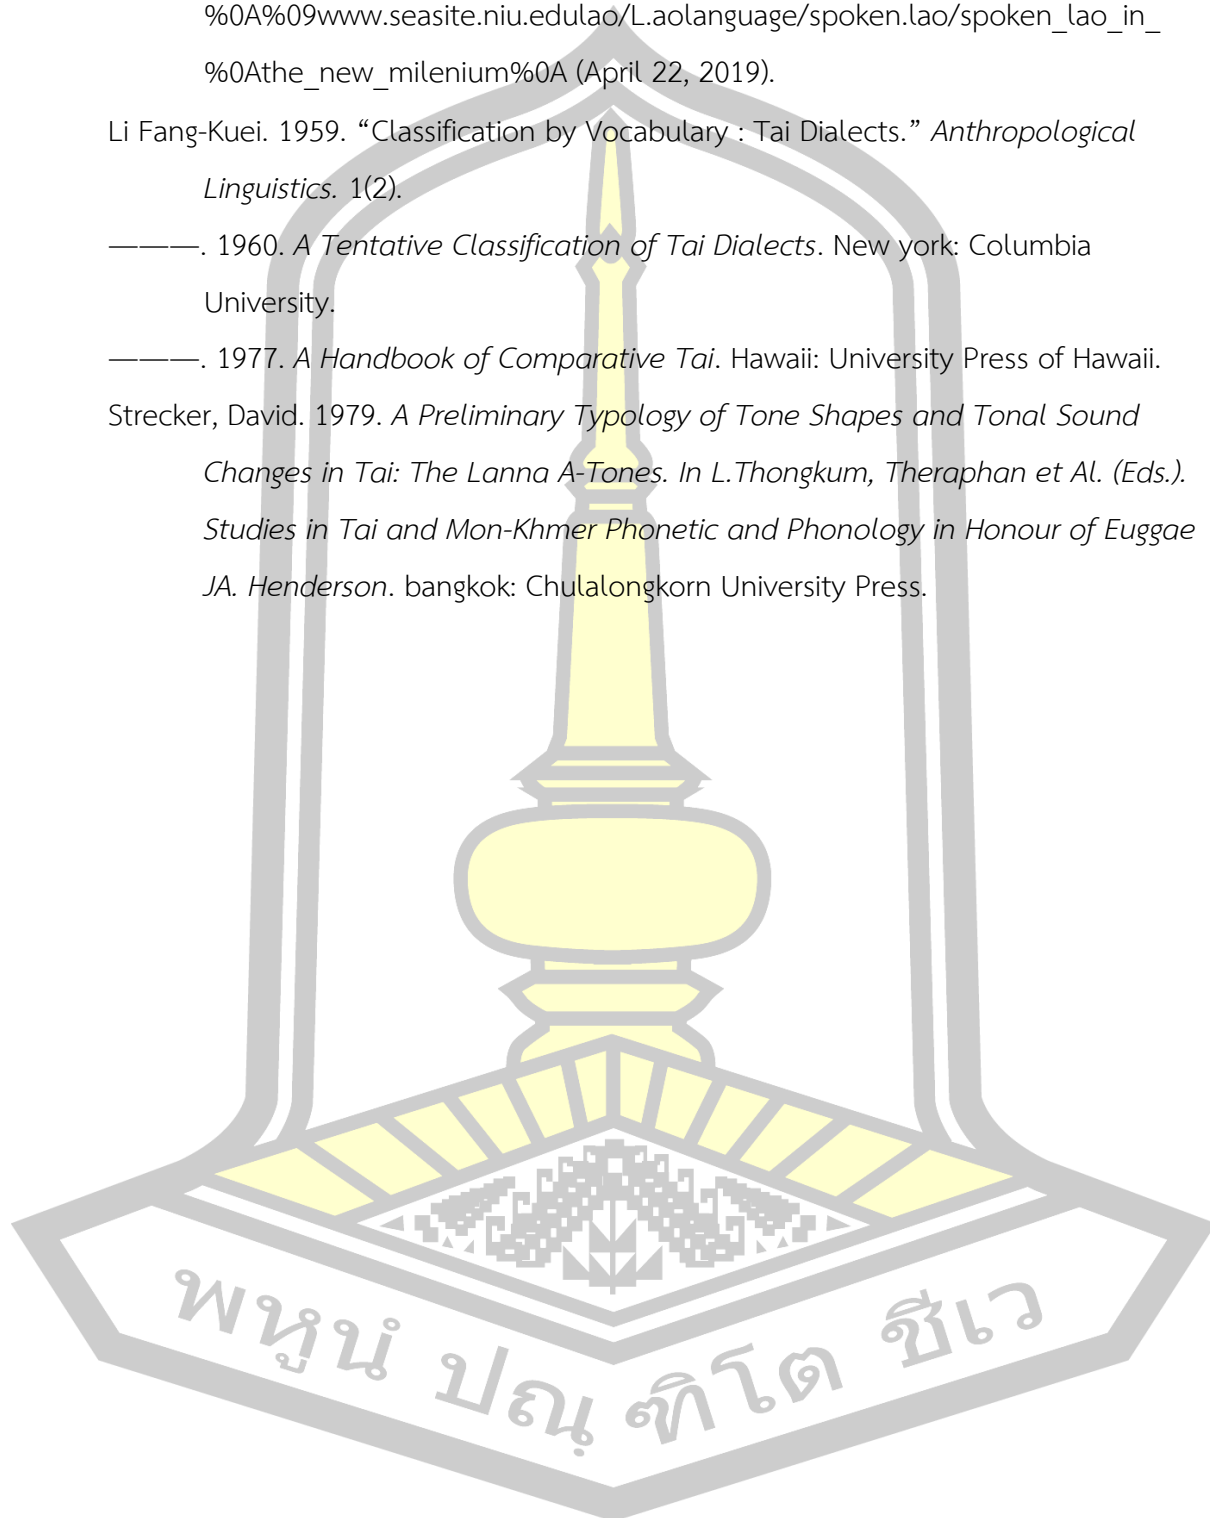 %0A%09www.seasite.niu.edulao/L.aolanguage/spoken.lao/spoken_lao_in_
%0Athe_new_milenium%0A (April 22, 2019).
Li Fang-Kuei. 1959. “Classification by Vocabulary : Tai Dialects.” Anthropological
Linguistics. 1(2).
———. 1960. A Tentative Classification of Tai Dialects. New york: Columbia
University.
———. 1977. A Handbook of Comparative Tai. Hawaii: University Press of Hawaii.
Strecker, David. 1979. A Preliminary Typology of Tone Shapes and Tonal Sound
Changes in Tai: The Lanna A-Tones. In L.Thongkum, Theraphan et Al. (Eds.).
Studies in Tai and Mon-Khmer Phonetic and Phonology in Honour of Euggae
JA. Henderson. bangkok: Chulalongkorn University Press.
พหูนํ ปณฺ ฑิโต ชีเว